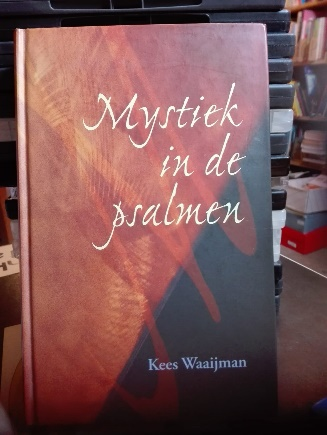 Mystiek
in de
psalmen
Kees Waaijman